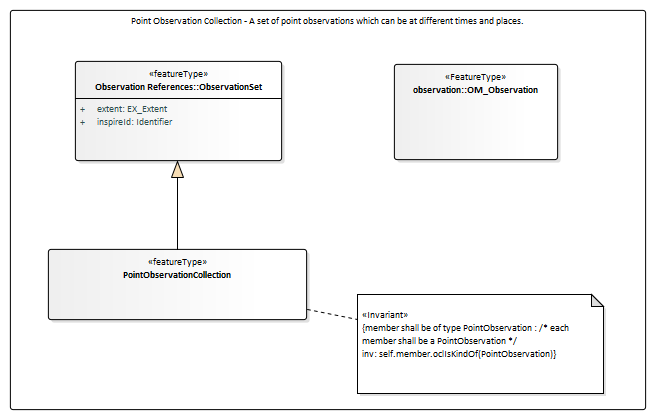 Point Observation Collection - A set of point observations which can be at different times and places.
«featureType»
Observation References::ObservationSet
+ extent: EX_Extent
+ inspireId: Identifier
«FeatureType»
observation::OM_Observation
«featureType»
PointObservationCollection
«Invariant»
{member shall be of type PointObservation : /* each
member shall be a PointObservation */
inv: self.member.oclIsKindOf(PointObservation)}